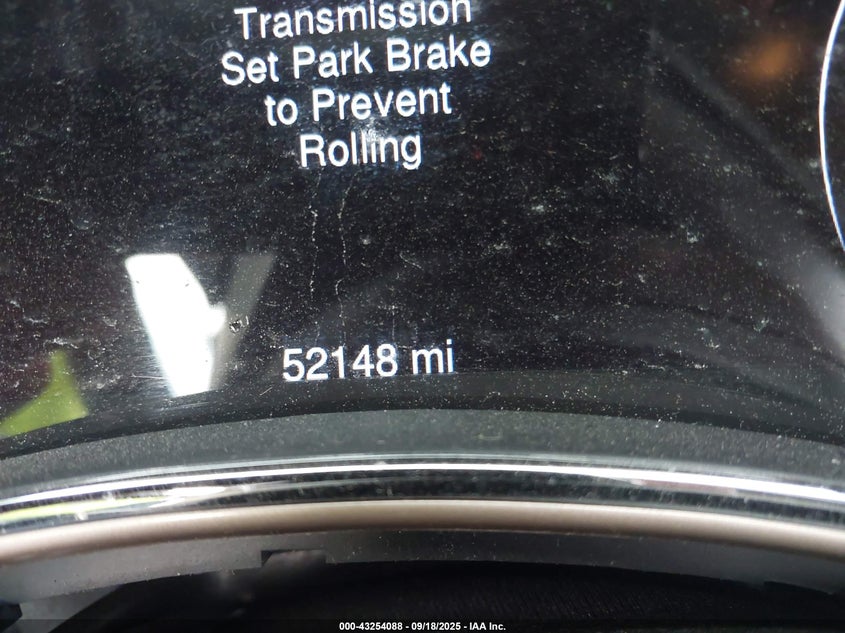 Transmission
Set Park Brake
to Prevent
Rolling
52148 mi
000-43254088 - 09/18/2025 - IAA Inc.